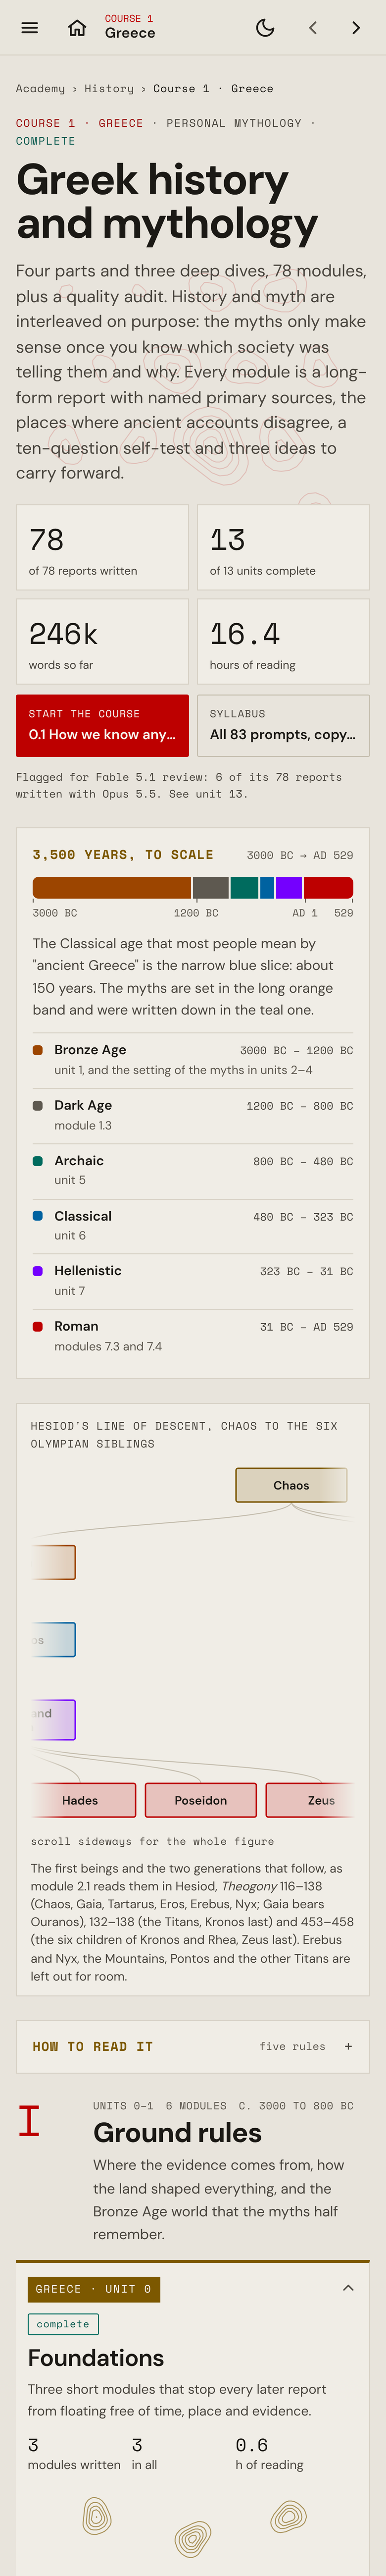 COURSE 1
Greece
Academy › History › Course 1 · Greece
COURSE 1 · GREECE · PERSONAL MYTHOLOGY ·
COMPLETE
Greek history
and mythology
Four parts and three deep dives, 78 modules,
plus a quality audit. History and myth are
interleaved on purpose: the myths only make
sense once you know which society was
telling them and why. Every module is a long-
form report with named primary sources, the
places where ancient accounts disagree, a
ten-question self-test and three ideas to
carry forward.
78
of 78 reports written
13
of 13 units complete
246k
words so far
16.4
hours of reading
START THE COURSE
0.1 How we know any…
SYLLABUS
All 83 prompts, copy…
Flagged for Fable 5.1 review: 6 of its 78 reports
written with Opus 5.5. See unit 13.
3,500 YEARS, TO SCALE
3000 BC → AD 529
3000 BC 1200 BC AD 1 529
The Classical age that most people mean by
"ancient Greece" is the narrow blue slice: about
150 years. The myths are set in the long orange
band and were written down in the teal one.
Bronze Age 3000 BC – 1200 BC
unit 1, and the setting of the myths in units 2–4
Dark Age 1200 BC – 800 BC
module 1.3
Archaic 800 BC – 480 BC
unit 5
Classical 480 BC – 323 BC
unit 6
Hellenistic 323 BC – 31 BC
unit 7
Roman 31 BC – AD 529
modules 7.3 and 7.4
HESIOD'S LINE OF DESCENT, CHAOS TO THE SIX
OLYMPIAN SIBLINGS
Chaos
os
and
Hades Poseidon Zeus
scroll sideways for the whole figure
The first beings and the two generations that follow, as
module 2.1 reads them in Hesiod, Theogony 116–138
(Chaos, Gaia, Tartarus, Eros, Erebus, Nyx; Gaia bears
Ouranos), 132–138 (the Titans, Kronos last) and 453–458
(the six children of Kronos and Rhea, Zeus last). Erebus
and Nyx, the Mountains, Pontos and the other Titans are
left out for room.
HOW TO READ IT five rules +
I
UNITS 0–1 6 MODULES C. 3000 TO 800 BC
Ground rules
Where the evidence comes from, how
the land shaped everything, and the
Bronze Age world that the myths half
remember.
GREECE · UNIT 0
complete
Foundations
Three short modules that stop every later report
from floating free of time, place and evidence.
3
modules written
3
in all
0.6
h of reading